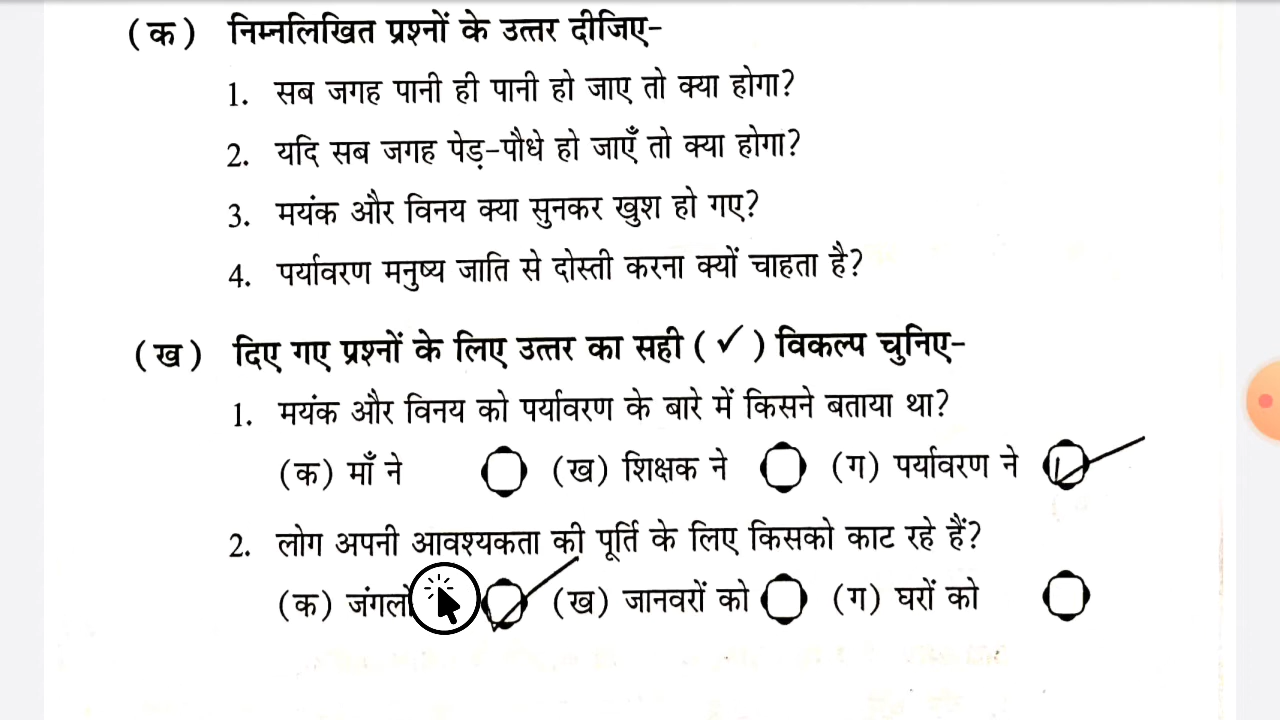 (क) निम्नलिखित प्रश्नों के उत्तर दीजिए-
1. सब जगह पानी ही पानी हो जाए तो क्या होगा?
2. यदि सब जगह पेड़-पौधे हो जाएँ तो क्या होगा?
3. मयंक और विनय क्या सुनकर खुश हो गए?
4. पर्यावरण मनुष्य जाति से दोस्ती करना क्यों चाहता है?
(ख) दिए गए प्रश्नों के लिए उत्तर का सही (✓) विकल्प चुनिए-
1. मयंक और विनय को पर्यावरण के बारे में किसने बताया था?
(क) माँ ने (ख) शिक्षक ने (ग) पर्यावरण ने
2. लोग अपनी आवश्यकता की पूर्ति के लिए किसको काट रहे हैं?
(क) जंगलो (ख) जानवरों को (ग) घरों को